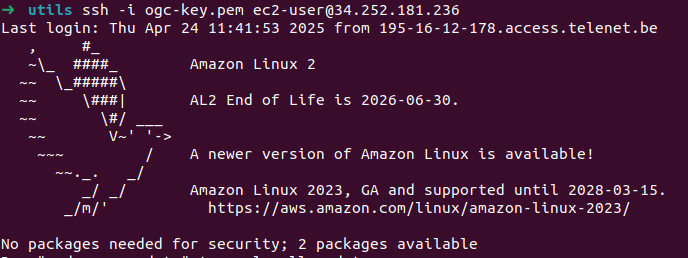 ➜  utils ssh -i ogc-key.pem ec2-user@34.252.181.236
Last login: Thu Apr 24 11:41:53 2025 from 195-16-12-178.access.telenet.be
   ,     #_
   ~\_  ####_        Amazon Linux 2
  ~~  \_#####\
  ~~     \###|       AL2 End of Life is 2026-06-30.
  ~~       \#/ ___
   ~~       V~' '->
    ~~~         /    A newer version of Amazon Linux is available!
      ~~._.   _/
         _/ _/       Amazon Linux 2023, GA and supported until 2028-03-15.
       _/m/'           https://aws.amazon.com/linux/amazon-linux-2023/
No packages needed for security; 2 packages available